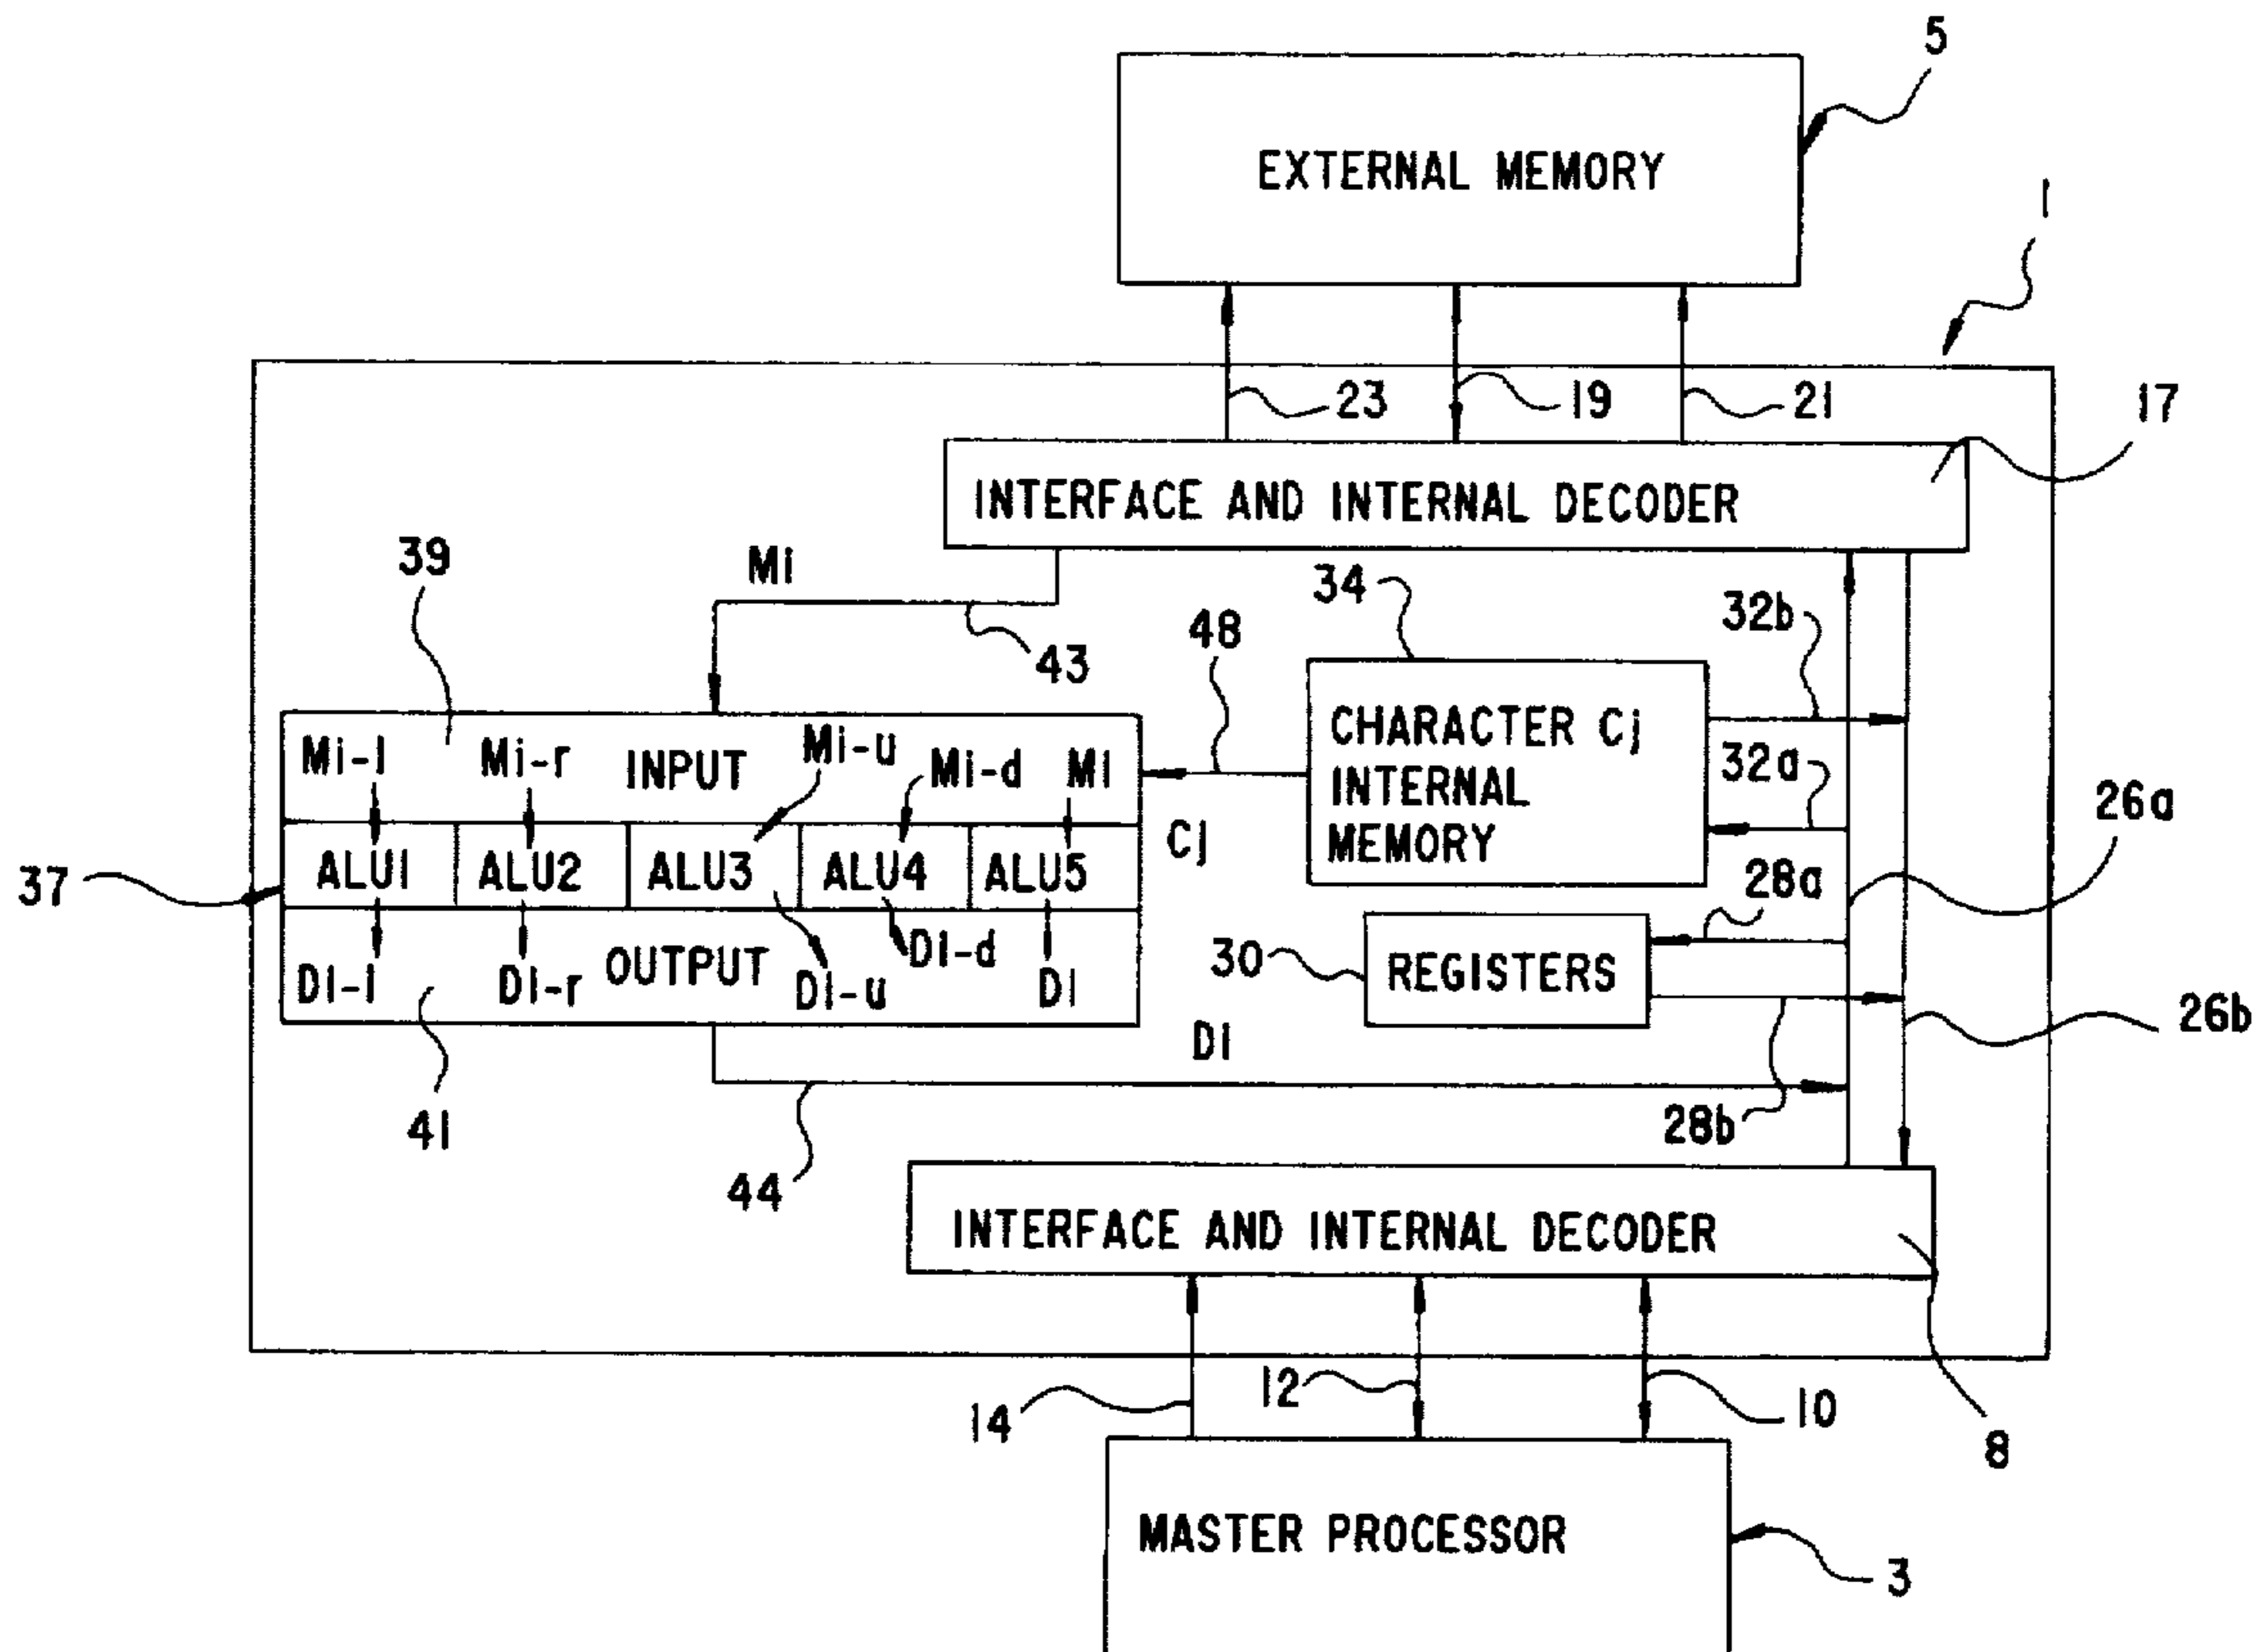 5
EXTERNAL MEMORY
1
23
19
21
17
INTERFACE AND INTERNAL DECODER
39
Mi
34
32b
48
43
Mi-l
Mi-r
INPUT
Mi-u
Mi-d
Mi
CHARACTER Cj
INTERNAL
MEMORY
32a
26a
Cj
37
ALU1
ALU2
ALU3
ALU4
ALU5
28a
Di-l
Di-r
OUTPUT
Di-u
Di-d
Di
30
REGISTERS
26b
Di
41
28b
44
INTERFACE AND INTERNAL DECODER
14
12
10
8
MASTER PROCESSOR
3